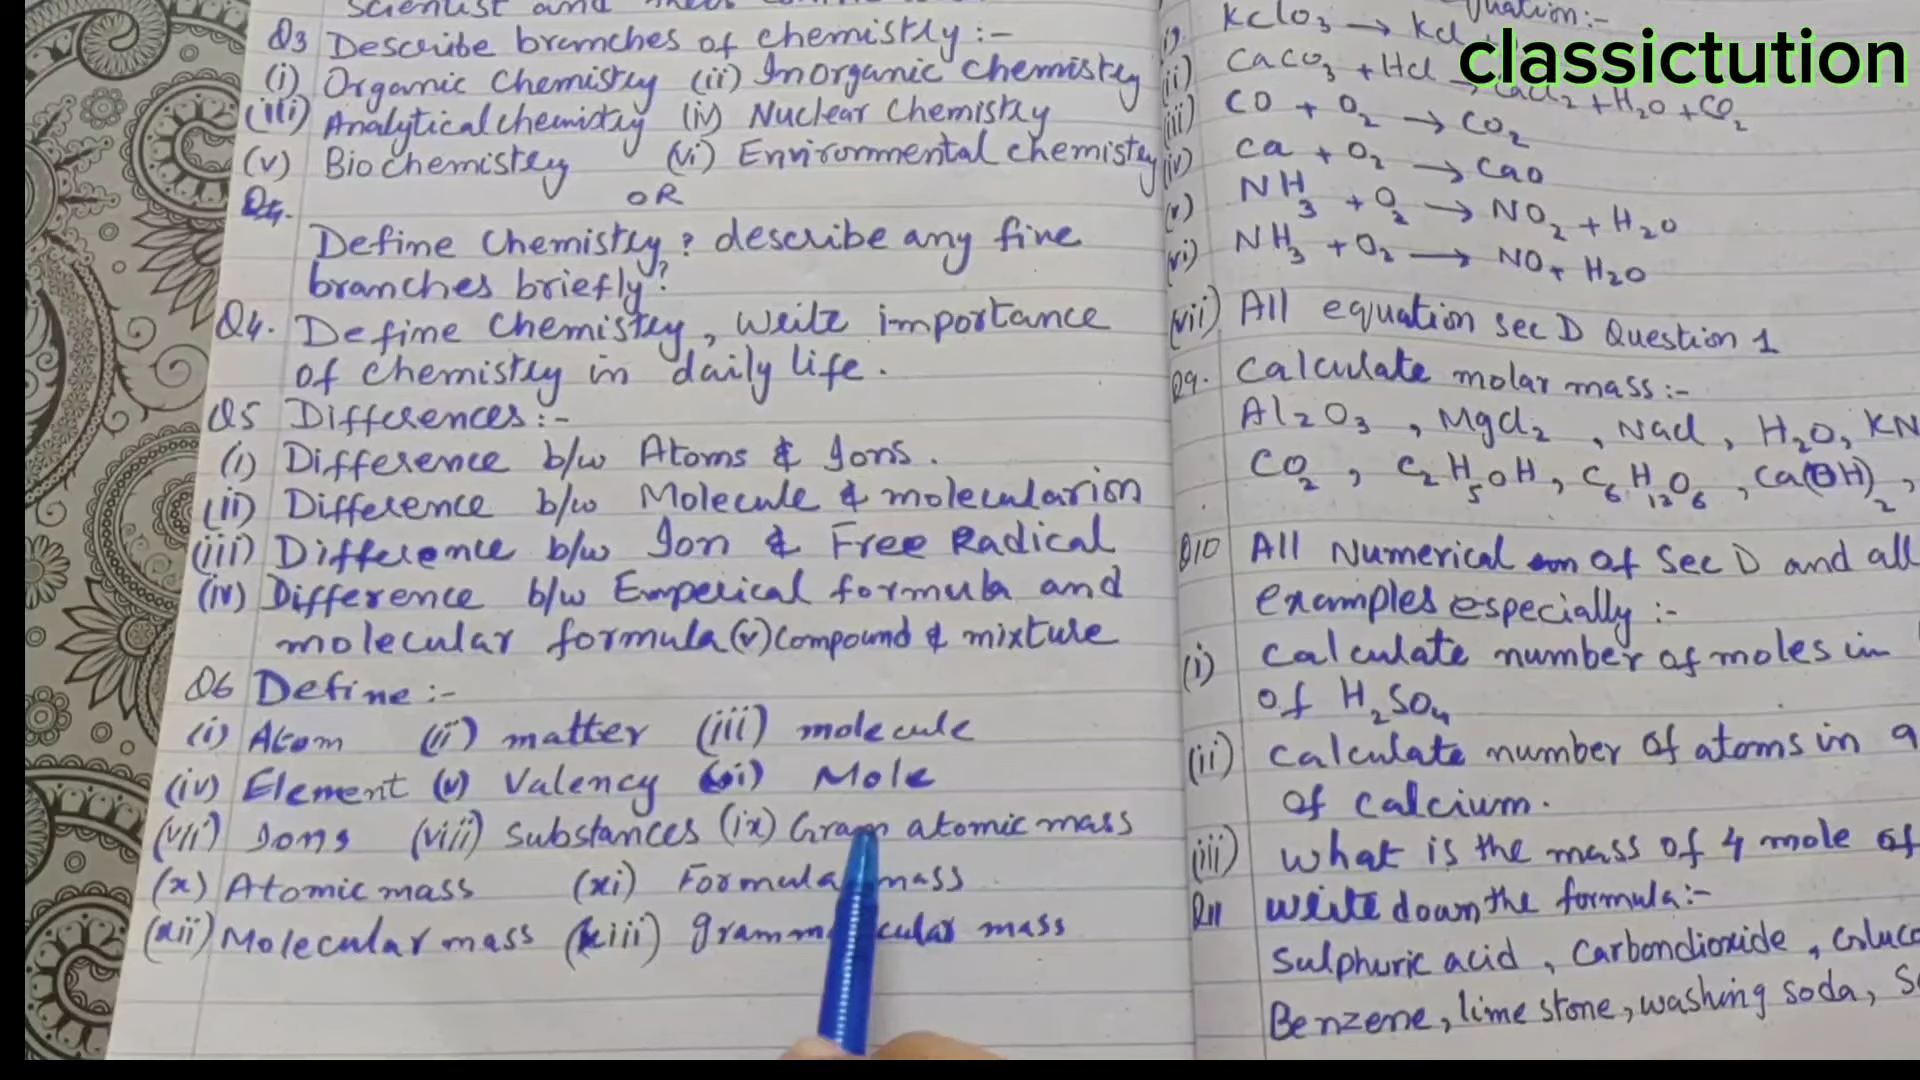 scientist and
Q3 Describe branches of chemistry :-
(i) Organic Chemistry (ii) Inorganic chemistry
(iii) Analytical chemistry (iv) Nuclear Chemistry
(v) Biochemistry (vi) Environmental chemistry
OR
Define Chemistry? describe any five
branches briefly?
Q4. Define Chemistry, write importance
of chemistry in daily life.
Q5 Differences :-
(i) Difference b/w Atoms & Ions.
(ii) Difference b/w Molecule & molecularion
(iii) Difference b/w Ion & Free Radical
(iv) Difference b/w Emperical formula and
molecular formula (v) compound & mixture
Q6 Define :-
(i) Atom (ii) matter (iii) molecule
(iv) Element (v) Valency (vi) Mole
(vii) Ions (viii) Substances (ix) Gram atomic mass
(x) Atomic mass (xi) Formula mass
(xii) Molecular mass (xiii) gram mass
classictution
(i) KClO3 → KCl
(ii) CaCO3 + HCl → CaCl2 + H2O + CO2
(iii) CO + O2 → CO2
(iv) Ca + O2 → CaO
(v) NH3 + O2 → NO2 + H2O
(vi) NH3 + O2 → NO + H2O
(vii) All equation sec D Question 1
Q9. Calculate molar mass :-
Al2O3, MgCl2, NaCl, H2O, KN
CO2, C2H5OH, C6H12O6, Ca(OH)2,
Q10 All Numerical of Sec D and all
examples especially :-
(i) Calculate number of moles in
of H2SO4
(ii) Calculate number of atoms in 9
of calcium.
(iii) What is the mass of 4 mole of
Q11 write down the formula :-
Sulphuric acid, Carbondioxide, Gluco
Benzene, lime stone, washing soda, S